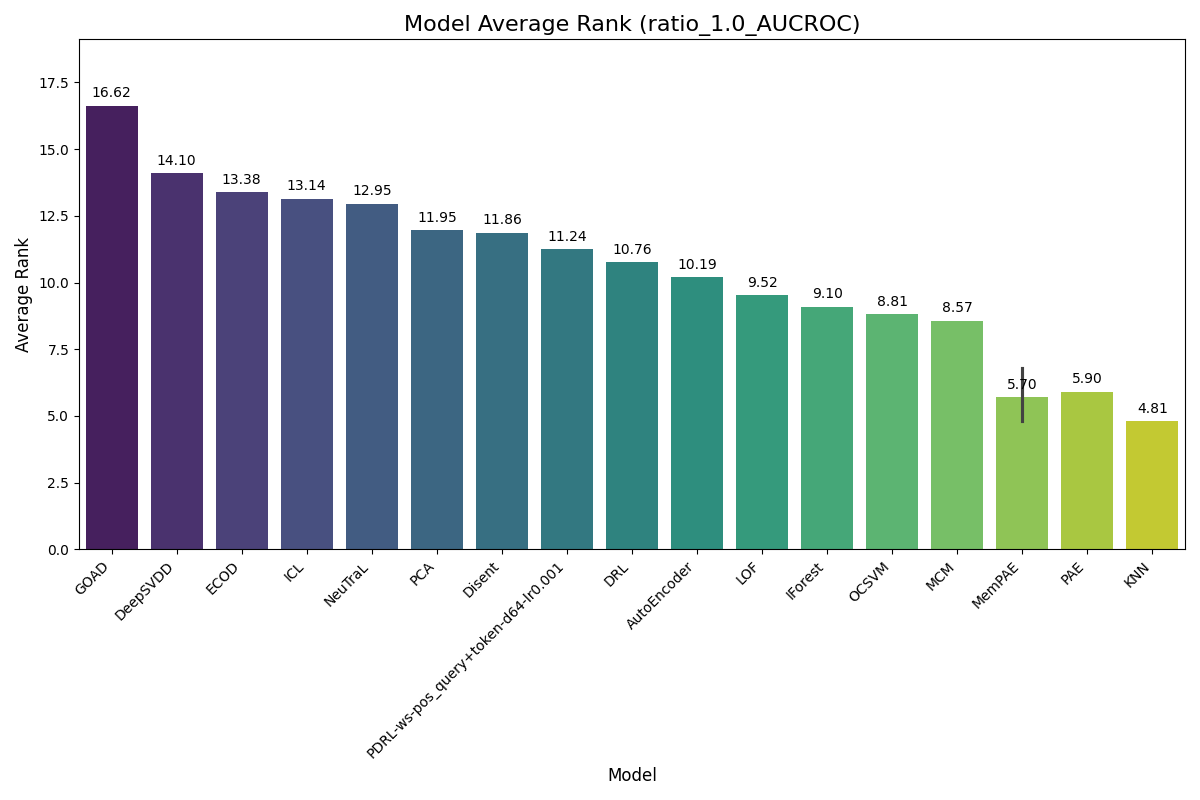 Model Average Rank (ratio_1.0_AUCROC)
Average Rank
17.5
15.0
12.5
10.0
7.5
5.0
2.5
0.0
16.62
14.10
13.38
13.14
12.95
11.95
11.86
11.24
10.76
10.19
9.52
9.10
8.81
8.57
5.70
5.90
4.81
GOAD
DeepSVDD
ECOD
ICL
NeuTraL
PCA
Disent
PDRL-ws-pos_query+token-d64-lr0.001
DRL
AutoEncoder
LOF
IForest
OCSVM
MCM
MemPAE
PAE
KNN
Model